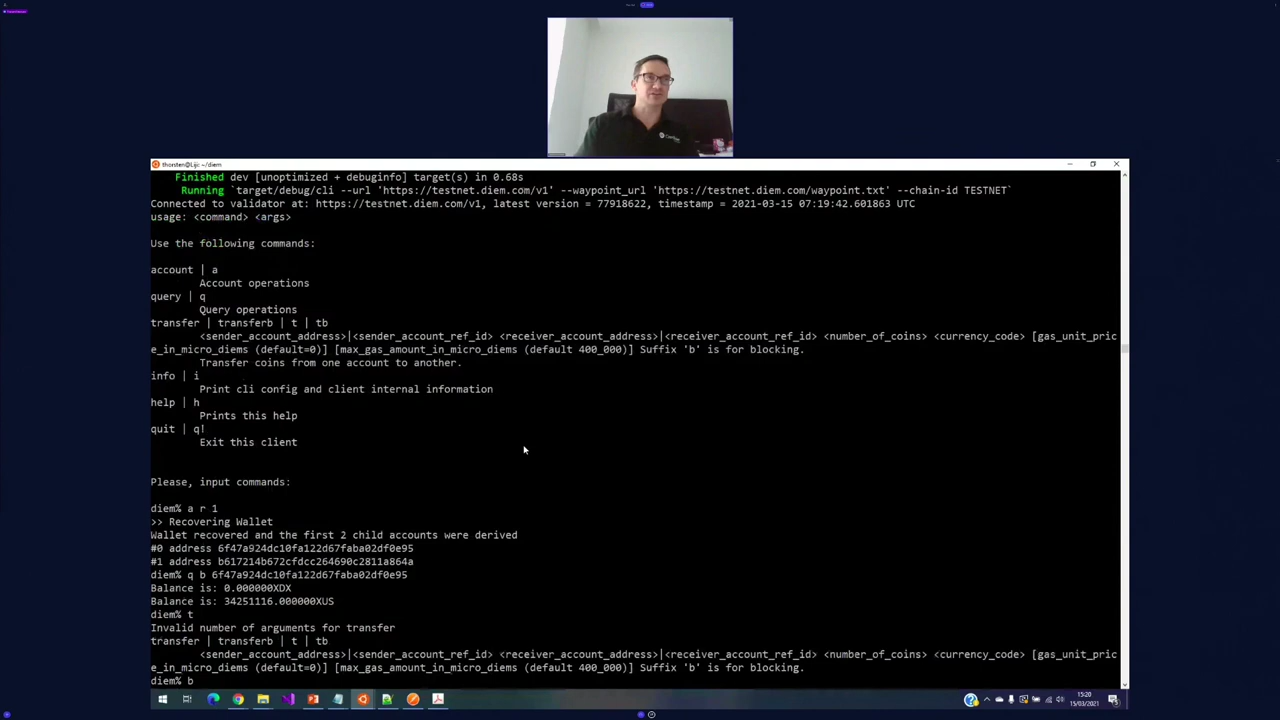 thorsten@Liji: ~/diem
Finished dev [unoptimized + debuginfo] target(s) in 0.68s
Running `target/debug/cli --url 'https://testnet.diem.com/v1' --waypoint_url 'https://testnet.diem.com/waypoint.txt' --chain-id TESTNET`
Connected to validator at: https://testnet.diem.com/v1, latest version = 77918622, timestamp = 2021-03-15 07:19:42.601863 UTC
usage: <command> <args>
Use the following commands:
account | a
Account operations
query | q
Query operations
transfer | transferb | t | tb
<sender_account_address>|<sender_account_ref_id> <receiver_account_address>|<receiver_account_ref_id> <number_of_coins> <currency_code> [gas_unit_pric
e_in_micro_diems (default=0)] [max_gas_amount_in_micro_diems (default 400_000)] Suffix 'b' is for blocking.
Transfer coins from one account to another.
info | i
Print cli config and client internal information
help | h
Prints this help
quit | q!
Exit this client
Please, input commands:
diem% a r 1
>> Recovering Wallet
Wallet recovered and the first 2 child accounts were derived
#0 address 6f47a924dc10fa122d67faba02df0e95
#1 address b617214b672cfdcc264690c2811a864a
diem% q b 6f47a924dc10fa122d67faba02df0e95
Balance is: 0.000000XDX
Balance is: 34251116.000000XUS
diem% t
Invalid number of arguments for transfer
transfer | transferb | t | tb
<sender_account_address>|<sender_account_ref_id> <receiver_account_address>|<receiver_account_ref_id> <number_of_coins> <currency_code> [gas_unit_pric
e_in_micro_diems (default=0)] [max_gas_amount_in_micro_diems (default 400_000)] Suffix 'b' is for blocking.
diem% b
15:20
15/03/2021